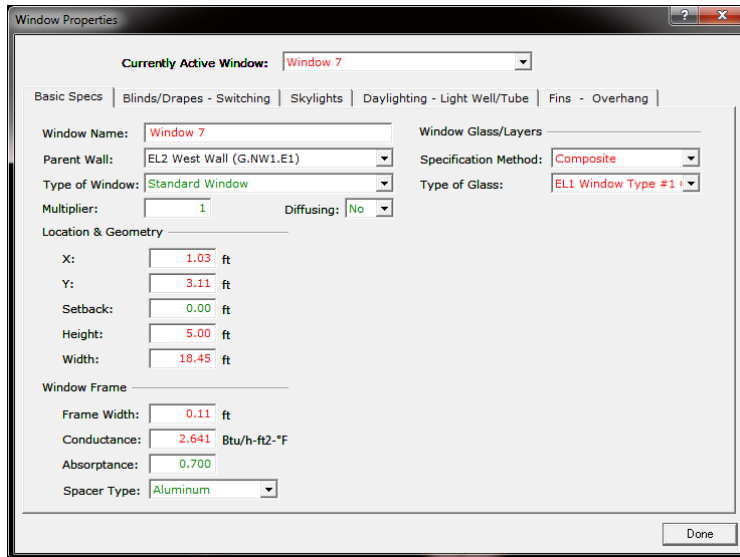 Window Properties
Currently Active Window: Window 7
Basic Specs Blinds/Drapes - Switching Skylights Daylighting - Light Well/Tube Fins - Overhang
Window Name: Window 7
Window Glass/Layers
Parent Wall: EL2 West Wall (G.NW1.E1)
Specification Method: Composite
Type of Window: Standard Window
Type of Glass: EL1 Window Type #1
Multiplier: 1 Diffusing: No
Location & Geometry
X: 1.03 ft
Y: 3.11 ft
Setback: 0.00 ft
Height: 5.00 ft
Width: 18.45 ft
Window Frame
Frame Width: 0.11 ft
Conductance: 2.641 Btu/h-ft2-°F
Absorptance: 0.700
Spacer Type: Aluminum
Done